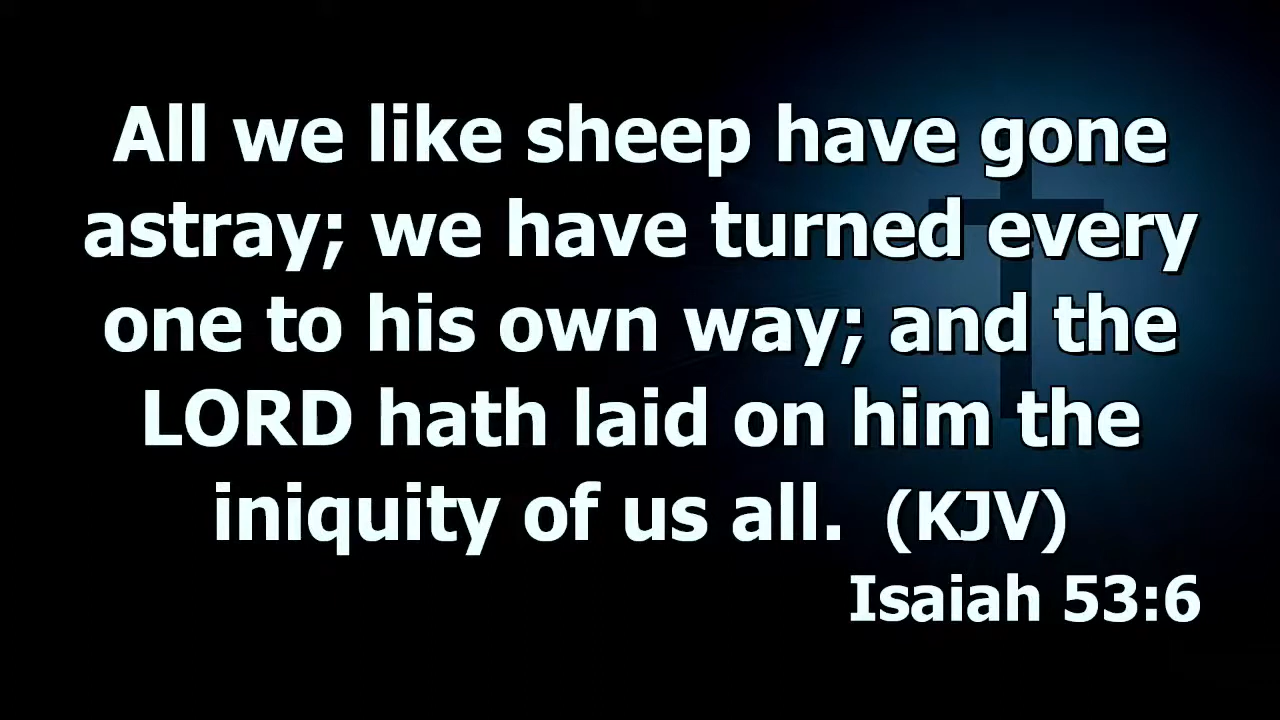 All we like sheep have gone
astray; we have turned every
one to his own way; and the
LORD hath laid on him the
iniquity of us all. (KJV)
Isaiah 53:6